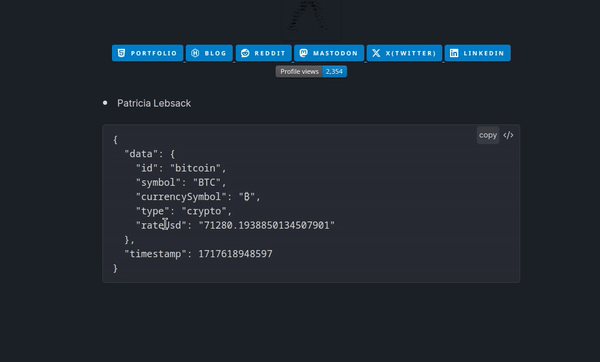 PORTFOLIO BLOG REDDIT MASTODON X(TWITTER) LINKEDIN
Profile views 2,354
Patricia Lebsack
copy </>
{
"data": {
"id": "bitcoin",
"symbol": "BTC",
"currencySymbol": "₿",
"type": "crypto",
"rateUsd": "71280.1938850134507901"
},
"timestamp": 1717618948597
}